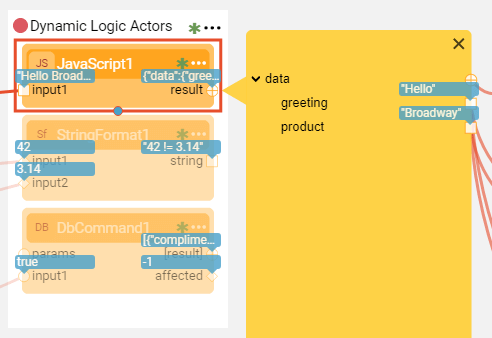 Dynamic Logic Actors
JS JavaScript1
"Hello Broad... {"data":{"gree...
input1 result
Sf StringFormat1
42 "42 != 3.14"
input1 string
3.14
input2
DB DbCommand1
[{"complime...
params [result]
true -1
input1 affected
data
"Hello"
greeting
"Broadway"
product